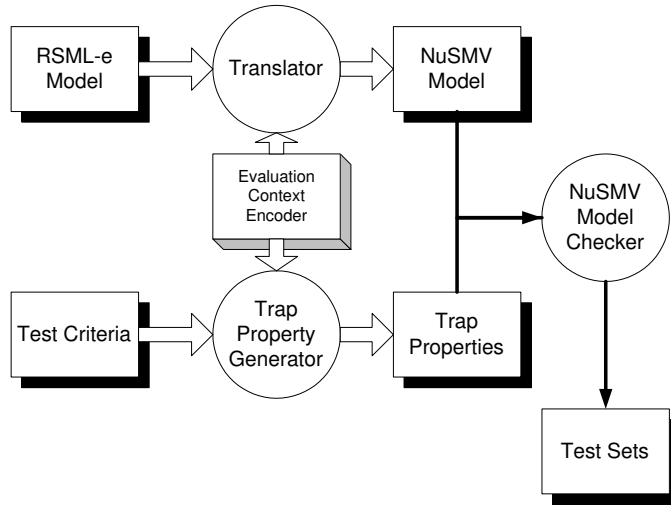 RSML-e
Model
Translator
NuSMV
Model
Evaluation
Context
Encoder
NuSMV
Model
Checker
Test Criteria
Trap
Property
Generator
Trap
Properties
Test Sets